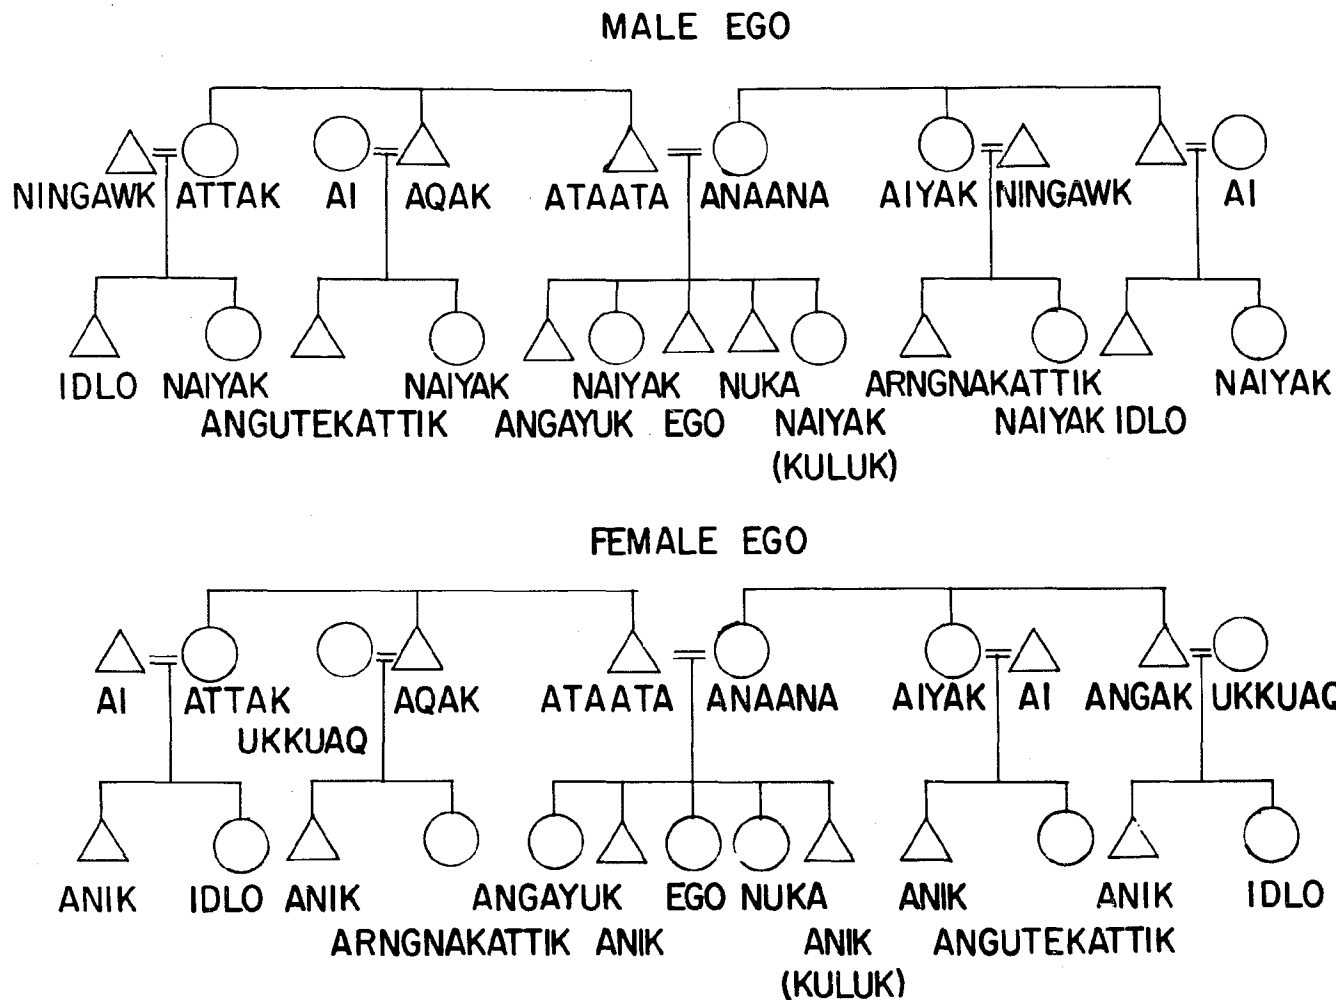 MALE EGO
NINGAWK ATTAK AI AQAK ATAATA ANAANA AIYAK NINGAWK AI
IDLO NAIYAK NAIYAK NAIYAK NUKA ARNGNAKATTIK NAIYAK
ANGUTEKATTIK ANGAYUK EGO NAIYAK NAIYAK IDLO
(KULUK)
FEMALE EGO
AI ATTAK AQAK ATAATA ANAANA AIYAK AI ANGAK UKKUAQ
UKKUAQ
ANIK IDLO ANIK ANGAYUK EGO NUKA ANIK ANIK IDLO
ARNGNAKATTIK ANIK ANIK ANGUTEKATTIK
(KULUK)